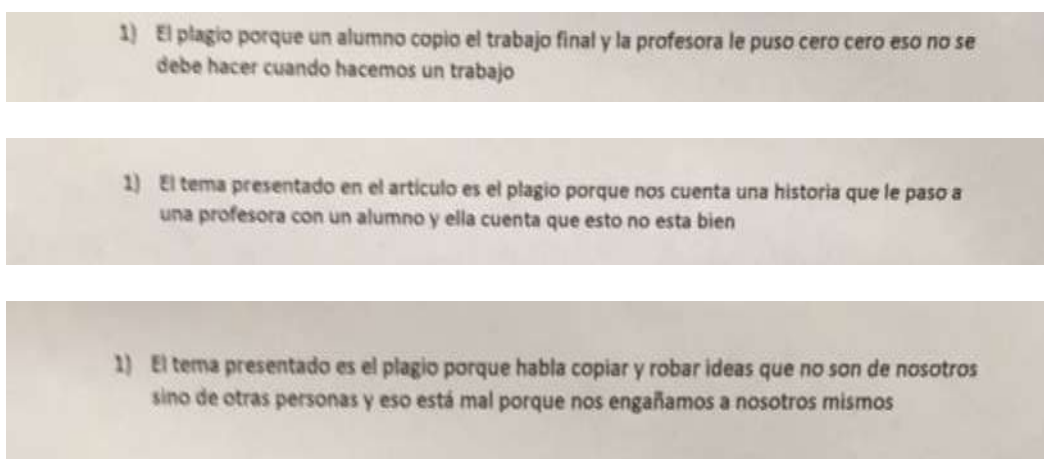 1) El plagio porque un alumno copio el trabajo final y la profesora le puso cero cero eso no se
debe hacer cuando hacemos un trabajo
1) El tema presentado en el artículo es el plagio porque nos cuenta una historia que le paso a
una profesora con un alumno y ella cuenta que esto no esta bien
1) El tema presentado es el plagio porque habla copiar y robar ideas que no son de nosotros
sino de otras personas y eso está mal porque nos engañamos a nosotros mismos